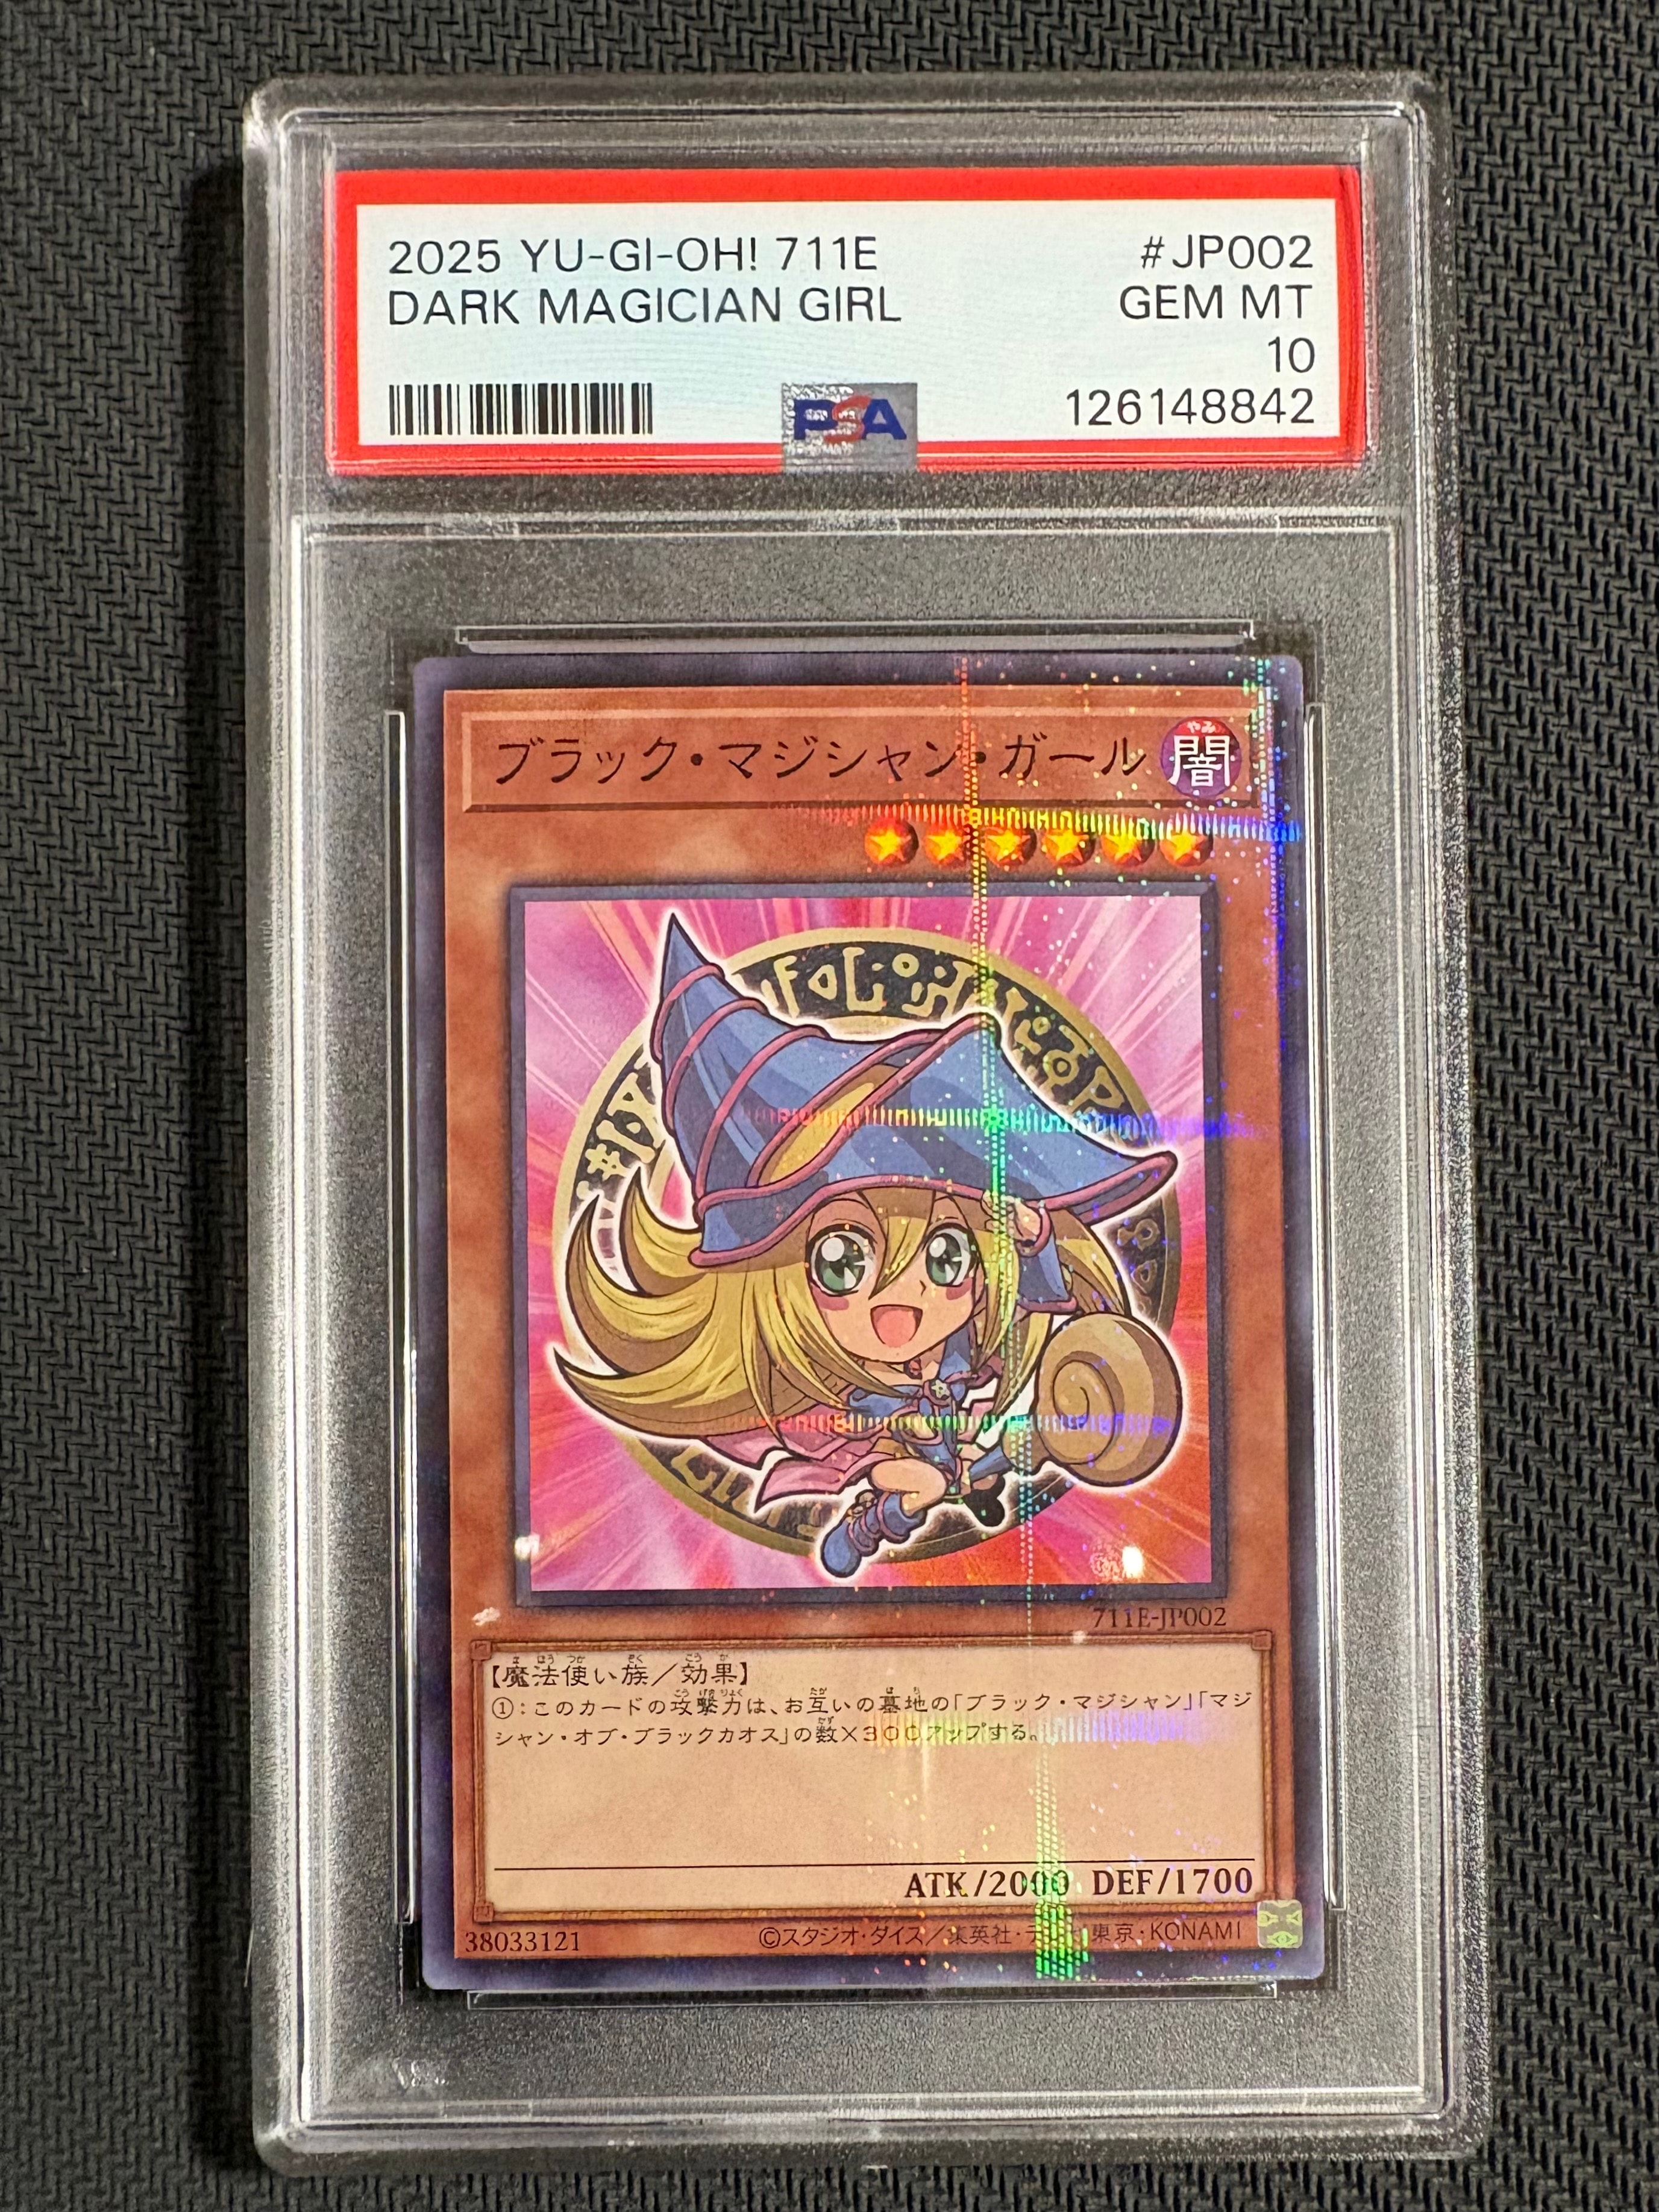 2025 YU-GI-OH! 711E #JP002
DARK MAGICIAN GIRL GEM MT
10
PSA 126148842
ブラック・マジシャン・ガール 闇
やみ
711E-JP002
【魔法使い族／効果】
①：このカードの攻撃力は、お互いの墓地の「ブラック・マジシャン」「マジ
シャン・オブ・ブラックカオス」の数×３００アップする。
ATK/2000 DEF/1700
38033121 ©スタジオ・ダイス／集英社・テレビ東京・KONAMI